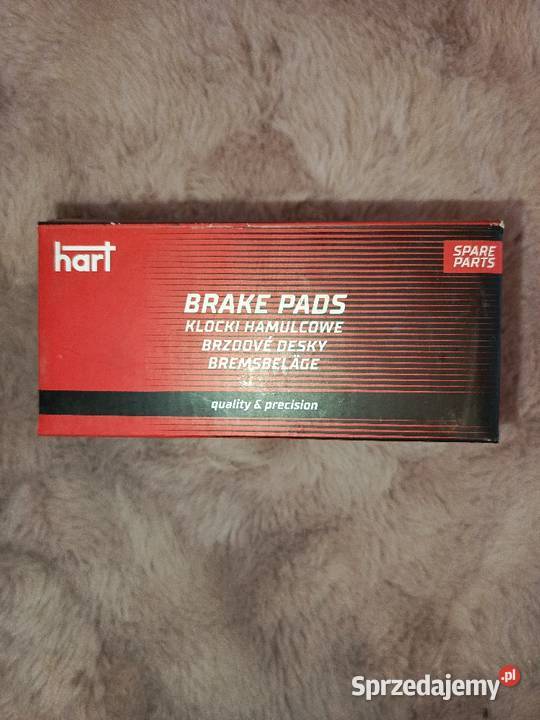 hart
SPARE
PARTS
BRAKE PADS
KLOCKI HAMULCOWE
BRZDOVÉ DESKY
BREMSBELÄGE
quality & precision
Sprzedajemy.pl